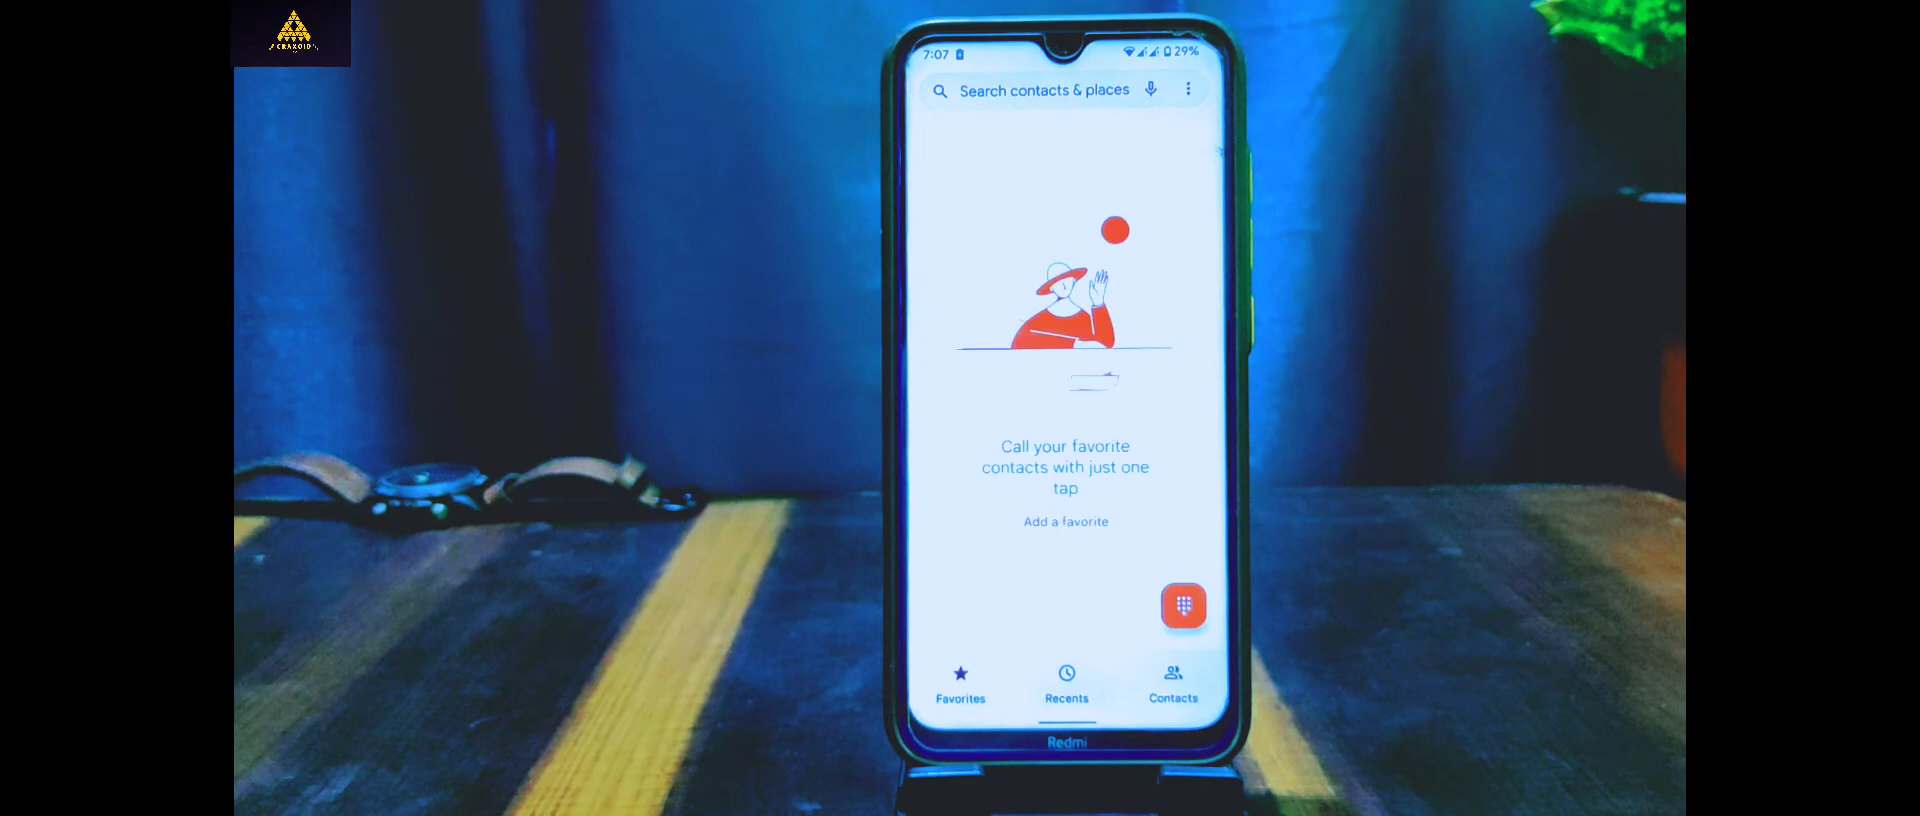 CRAXOID
7:07
29%
Search contacts & places
Call your favorite
contacts with just one
tap
Add a favorite
Favorites
Recents
Contacts
Redmi